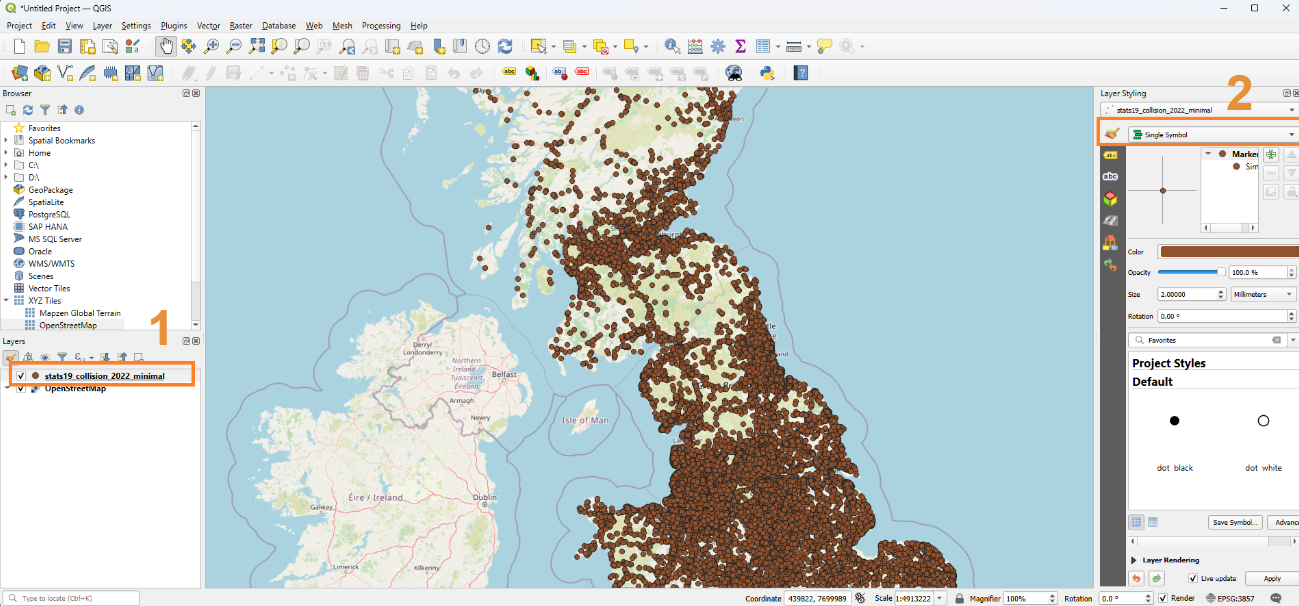 *Untitled Project — QGIS
Project Edit View Layer Settings Plugins Vector Raster Database Web Mesh Processing Help
Browser
Favorites
Spatial Bookmarks
Home
C:\
D:\
GeoPackage
SpatiaLite
PostgreSQL
SAP HANA
MS SQL Server
Oracle
WMS/WMTS
Scenes
Vector Tiles
XYZ Tiles
Mapzen Global Terrain
OpenStreetMap
1
Layers
stats19_collision_2022_minimal
OpenStreetMap
Derry/
Londonderry
Northern
Ireland /
Tuaisceart
Éireann
Belfast
Armagh
Newry
Isle of Man
Éire / Ireland
Dublin
Galway
Limerick
Kilkenny
2
Layer Styling
stats19_collision_2022_minimal
Single Symbol
Marker
Sim
Color
Opacity 100.0 %
Size 2.00000 Millimeters
Rotation 0.00 °
Favorites
Project Styles
Default
dot black
dot white
Save Symbol...
Advanc
Layer Rendering
Live update
Apply
Type to locate (Ctrl+K)
Coordinate 439822, 7699989 Scale 1:4913222 Magnifier 100% Rotation 0.0 ° Render EPSG:3857